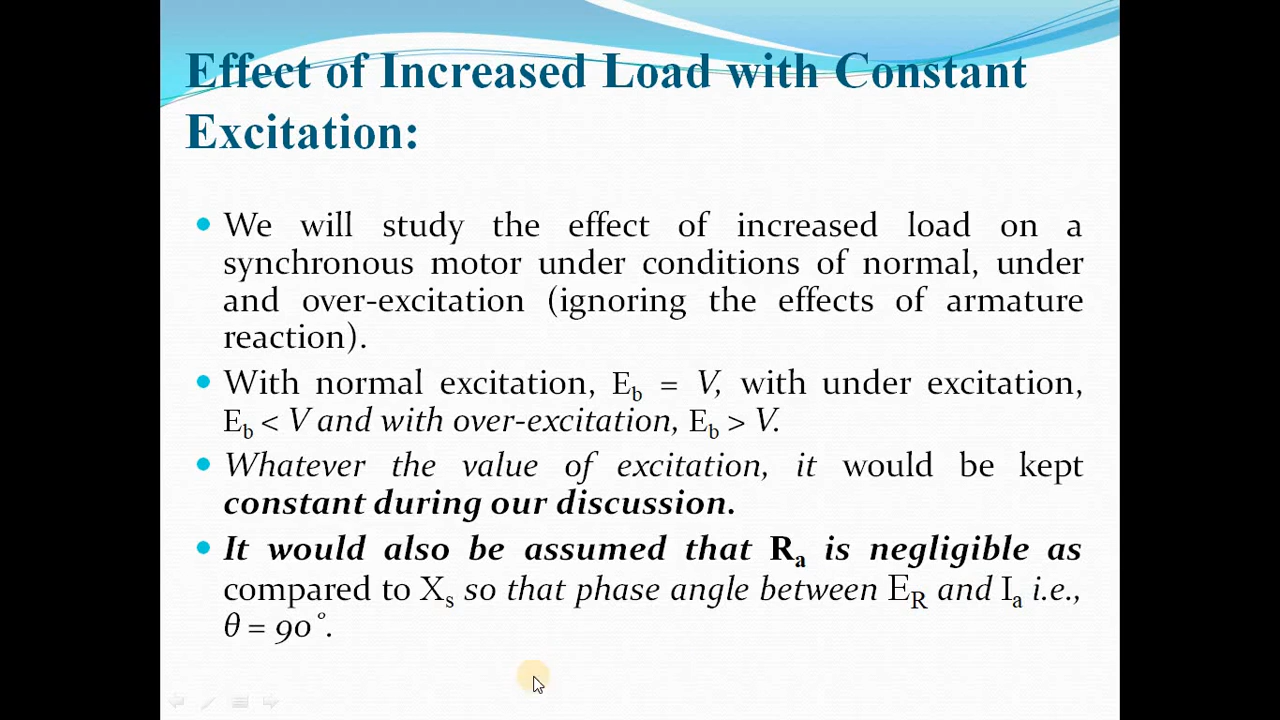 Effect of Increased Load with Constant
Excitation:
• We will study the effect of increased load on a
synchronous motor under conditions of normal, under
and over-excitation (ignoring the effects of armature
reaction).
• With normal excitation, Eb = V, with under excitation,
Eb < V and with over-excitation, Eb > V.
• Whatever the value of excitation, it would be kept
constant during our discussion.
• It would also be assumed that Ra is negligible as
compared to Xs so that phase angle between ER and Ia i.e.,
θ = 90°.